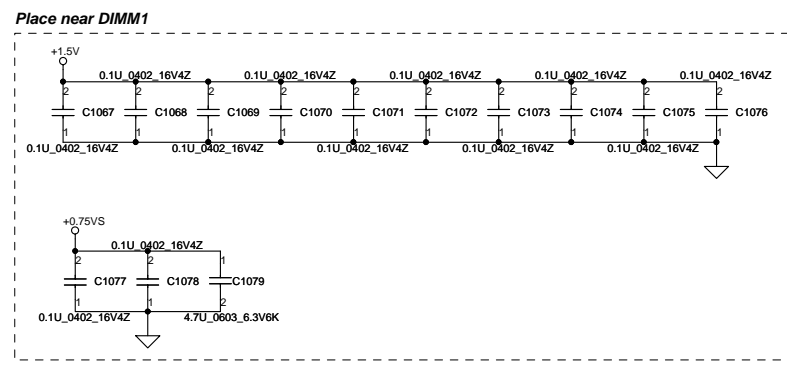 Place near DIMM1
+1.5V
0.1U_0402_16V4Z 0.1U_0402_16V4Z 0.1U_0402_16V4Z 0.1U_0402_16V4Z 0.1U_0402_16V4Z
2 2 2 2 2 2 2 2 2 2
C1067 C1068 C1069 C1070 C1071 C1072 C1073 C1074 C1075 C1076
1 1 1 1 1 1 1 1 1 1
0.1U_0402_16V4Z 0.1U_0402_16V4Z 0.1U_0402_16V4Z 0.1U_0402_16V4Z 0.1U_0402_16V4Z
+0.75VS
0.1U_0402_16V4Z
2 2 1
C1077 C1078 C1079
1 1 2
0.1U_0402_16V4Z 4.7U_0603_6.3V6K